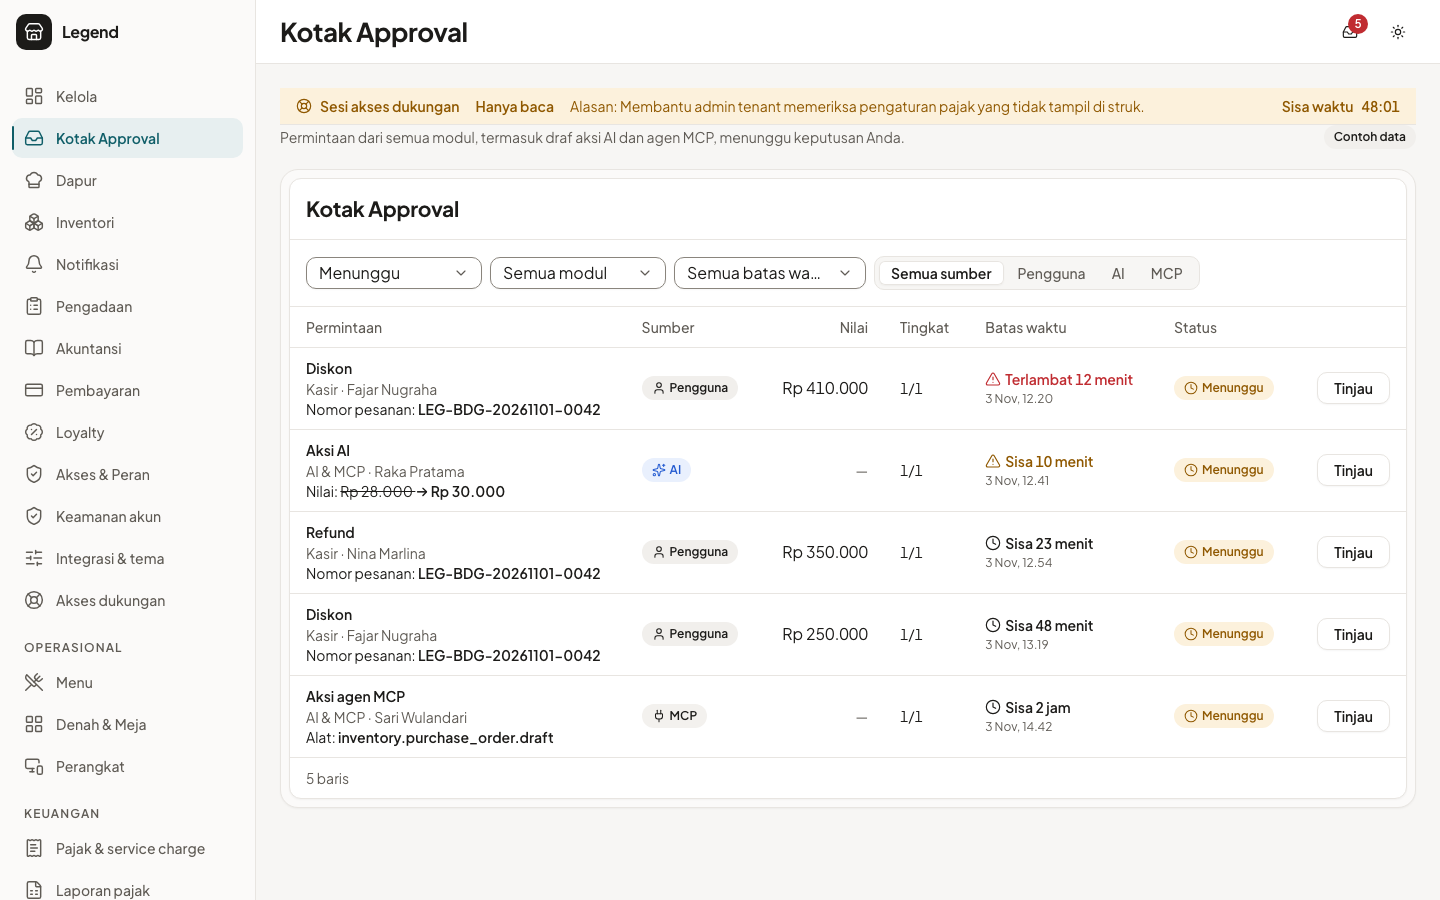 Legend
Kotak Approval
5
Kelola
Kotak Approval
Dapur
Inventori
Notifikasi
Pengadaan
Akuntansi
Pembayaran
Loyalty
Akses & Peran
Keamanan akun
Integrasi & tema
Akses dukungan
OPERASIONAL
Menu
Denah & Meja
Perangkat
KEUANGAN
Pajak & service charge
Laporan pajak
Sesi akses dukungan Hanya baca Alasan: Membantu admin tenant memeriksa pengaturan pajak yang tidak tampil di struk. Sisa waktu 48:01
Permintaan dari semua modul, termasuk draf aksi AI dan agen MCP, menunggu keputusan Anda. Contoh data
Kotak Approval
Menunggu Semua modul Semua batas wa... Semua sumber Pengguna AI MCP
Permintaan Sumber Nilai Tingkat Batas waktu Status
Diskon
Kasir · Fajar Nugraha
Nomor pesanan: LEG-BDG-20261101-0042
Pengguna Rp 410.000 1/1
Terlambat 12 menit
3 Nov, 12.20
Menunggu Tinjau
Aksi AI
AI & MCP · Raka Pratama
Nilai: Rp 28.000 → Rp 30.000
AI — 1/1
Sisa 10 menit
3 Nov, 12.41
Menunggu Tinjau
Refund
Kasir · Nina Marlina
Nomor pesanan: LEG-BDG-20261101-0042
Pengguna Rp 350.000 1/1
Sisa 23 menit
3 Nov, 12.54
Menunggu Tinjau
Diskon
Kasir · Fajar Nugraha
Nomor pesanan: LEG-BDG-20261101-0042
Pengguna Rp 250.000 1/1
Sisa 48 menit
3 Nov, 13.19
Menunggu Tinjau
Aksi agen MCP
AI & MCP · Sari Wulandari
Alat: inventory.purchase_order.draft
MCP — 1/1
Sisa 2 jam
3 Nov, 14.42
Menunggu Tinjau
5 baris